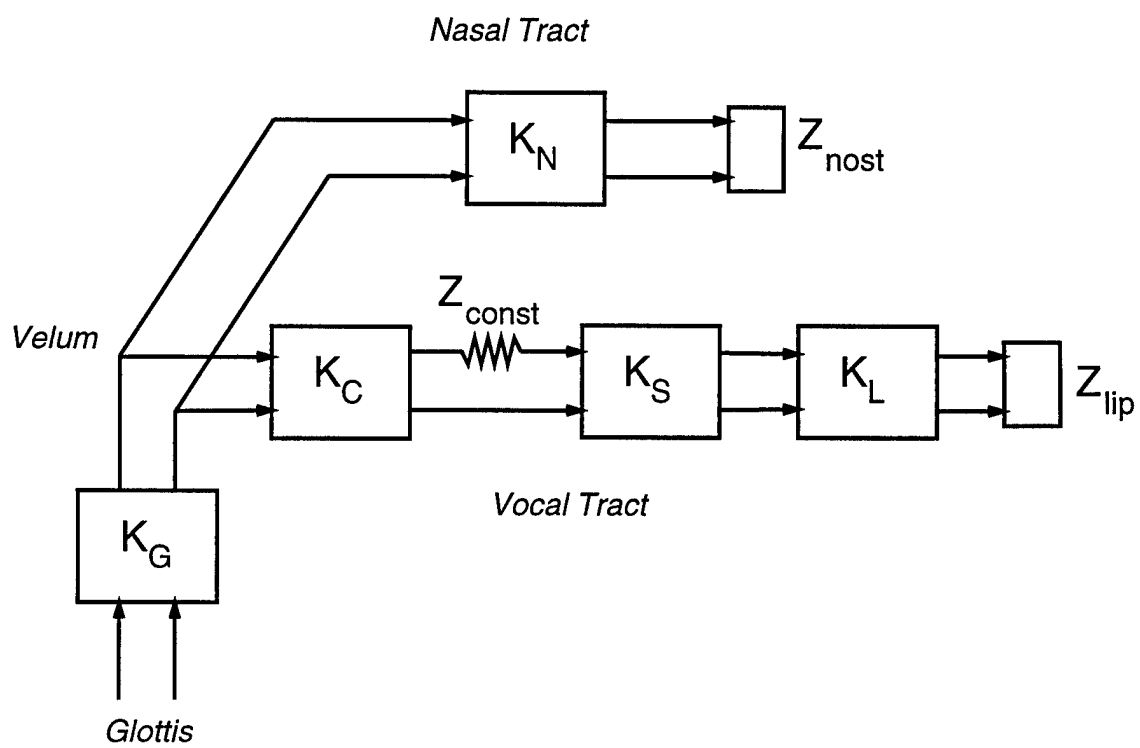 Nasal Tract
K_N
Z_nost
Velum
Z_const
K_C
K_S
K_L
Z_lip
Vocal Tract
K_G
Glottis